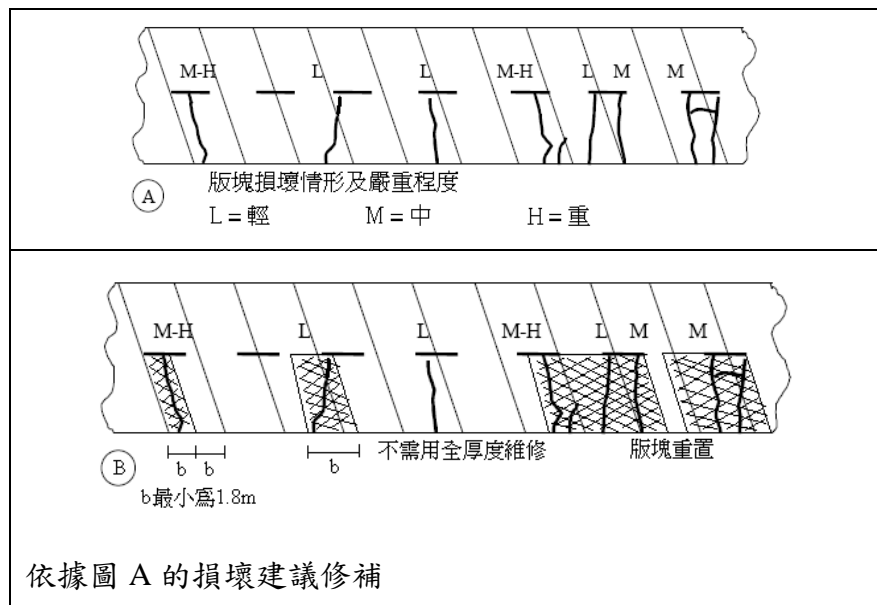 M-H L L M-H L M M
A 版塊損壞情形及嚴重程度
L=輕 M=中 H=重
M-H L L M-H L M M
b b b 不需用全厚度維修 版塊重置
B
b最小為1.8m
依據圖 A 的損壞建議修補